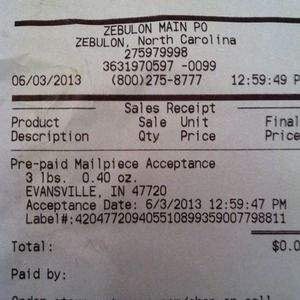 ZEBULON MAIN PO
ZEBULON, North Carolina
275979998
3631970597 -0099
06/03/2013 (800)275-8777 12:59:49 P
Sales Receipt
Product Sale Unit Final
Description Qty Price Price
Pre-paid Mailpiece Acceptance
3 lbs. 0.40 oz.
EVANSVILLE, IN 47720
Acceptance Date: 6/3/2013 12:59:47 PM
Label#:420477209405510899359007798811
Total: $0.0
Paid by: